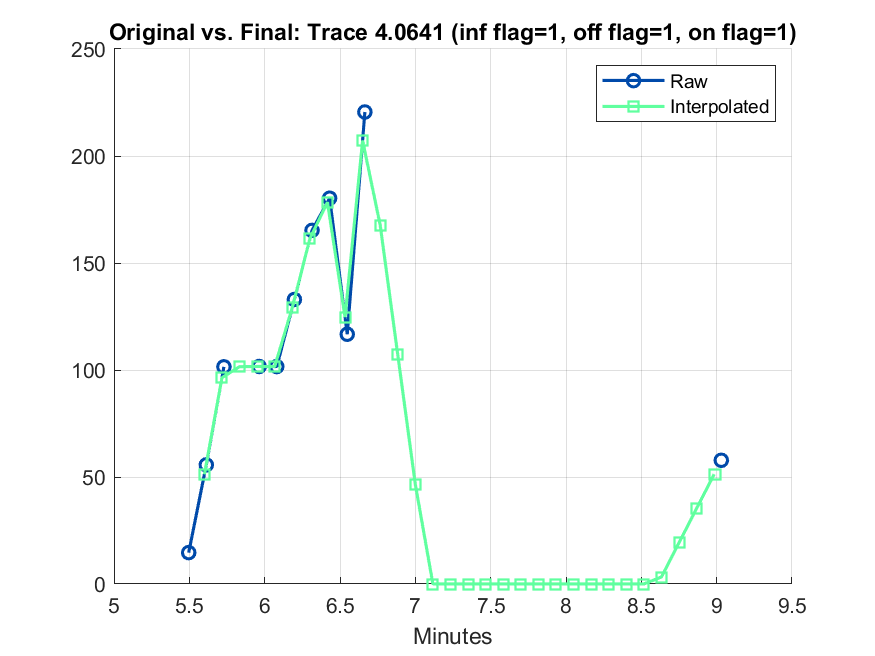 Original vs. Final: Trace 4.0641 (inf flag=1, off flag=1, on flag=1)
250
200
150
100
50
0
Raw
Interpolated
5 5.5 6 6.5 7 7.5 8 8.5 9 9.5
Minutes